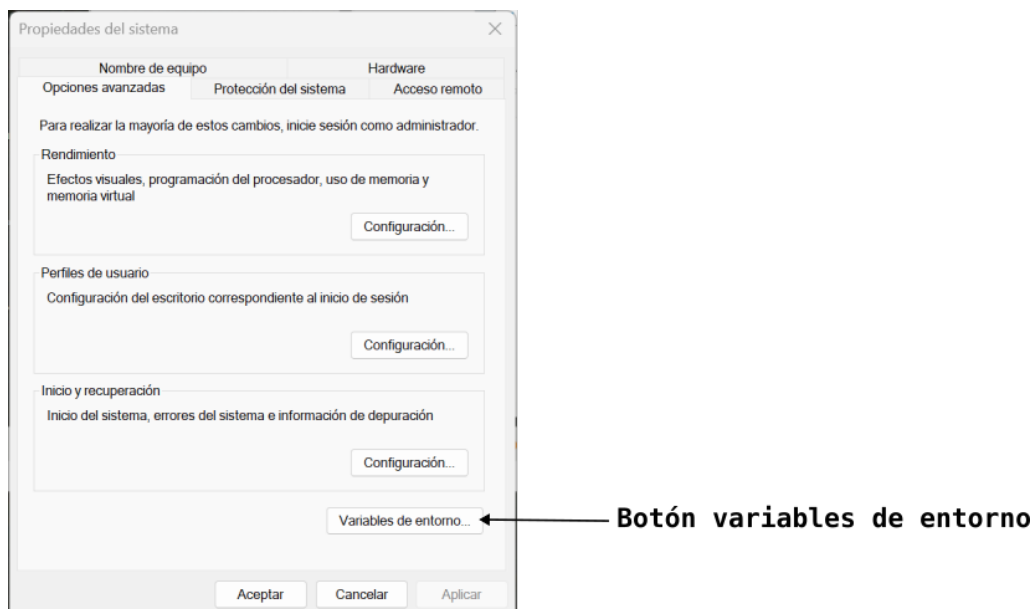 Propiedades del sistema
Nombre de equipo
Hardware
Opciones avanzadas
Protección del sistema
Acceso remoto
Para realizar la mayoría de estos cambios, inicie sesión como administrador.
Rendimiento
Efectos visuales, programación del procesador, uso de memoria y
memoria virtual
Configuración...
Perfiles de usuario
Configuración del escritorio correspondiente al inicio de sesión
Configuración...
Inicio y recuperación
Inicio del sistema, errores del sistema e información de depuración
Configuración...
Variables de entorno...
Botón variables de entorno
Aceptar
Cancelar
Aplicar